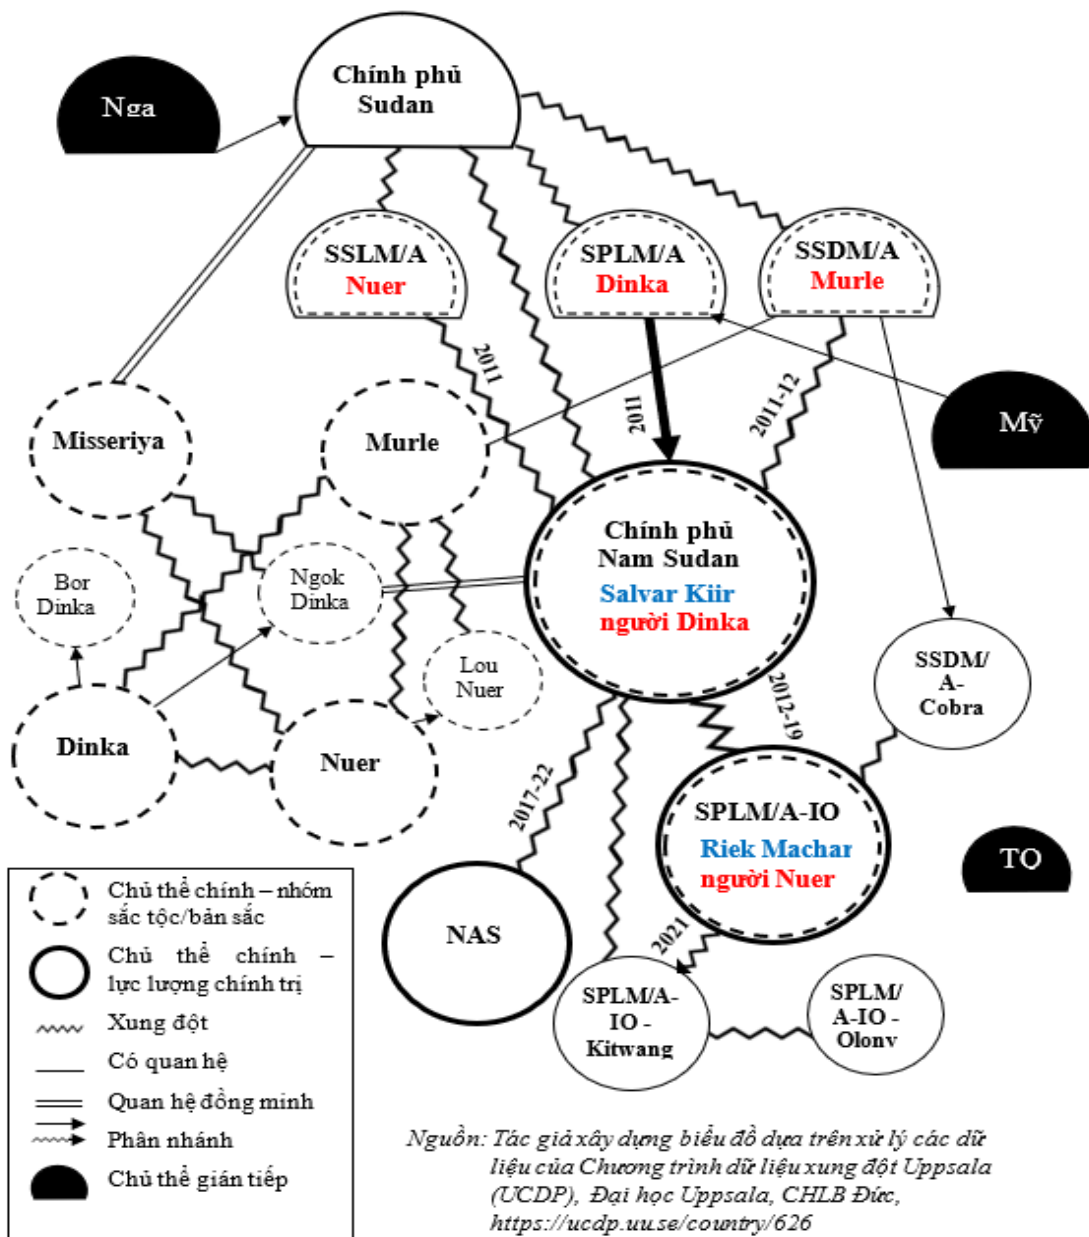 Chính phủ
Sudan
Nga
SSLM/A
Nuer
SPLM/A
Dinka
SSDM/A
Murle
2011
2011
2011-12
Mỹ
Misseriya
Murle
Bor
Dinka
Ngok
Dinka
Chính phủ
Nam Sudan
Salvar Kiir
người Dinka
Lou
Nuer
SSDM/
A-
Cobra
Dinka
Nuer
2012-19
2017-22
SPLM/A-IO
Riek Machar
người Nuer
TQ
NAS
2021
SPLM/A-
IO -
Kitwang
SPLM/
A-IO -
Olony
Chủ thể chính – nhóm
sắc tộc/bản sắc
Chủ thể chính –
lực lượng chính trị
Xung đột
Có quan hệ
Quan hệ đồng minh
Phân nhánh
Chủ thể gián tiếp
Nguồn: Tác giả xây dựng biểu đồ dựa trên xử lý các dữ
liệu của Chương trình dữ liệu xung đột Uppsala
(UCDP), Đại học Uppsala, CHLB Đức,
https://ucdp.uu.se/country/626